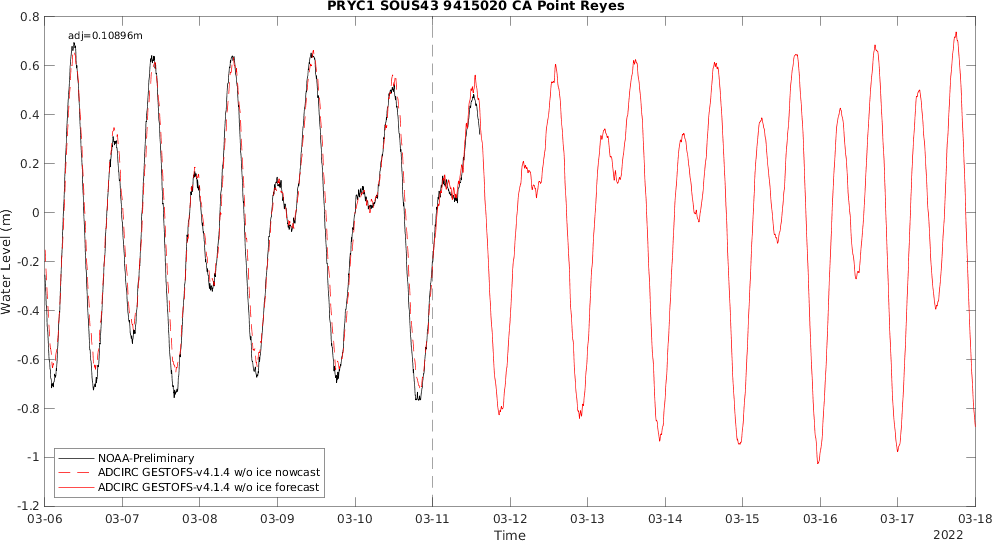 PRYC1 SOUS43 9415020 CA Point Reyes
adj=0.10896m
0.8
0.6
0.4
0.2
0
-0.2
-0.4
-0.6
-0.8
-1
-1.2
Water Level (m)
NOAA-Preliminary
ADCIRC GESTOFS-v4.1.4 w/o ice nowcast
ADCIRC GESTOFS-v4.1.4 w/o ice forecast
03-06 03-07 03-08 03-09 03-10 03-11 03-12 03-13 03-14 03-15 03-16 03-17 03-18
Time
2022